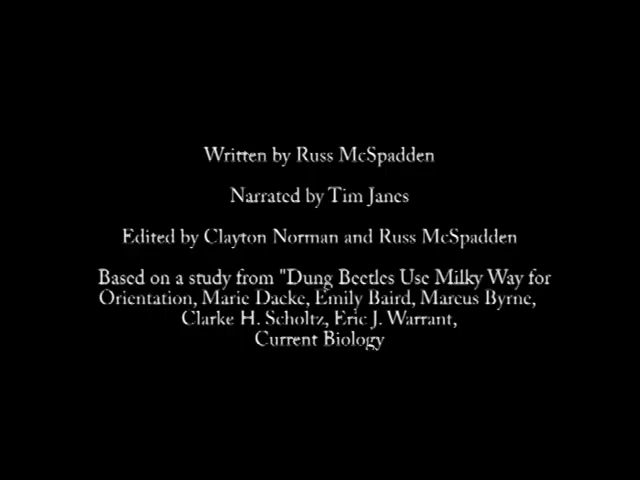 Written by Russ McSpadden
Narrated by Tim Janes
Edited by Clayton Norman and Russ McSpadden
Based on a study from "Dung Beetles Use Milky Way for
Orientation, Marie Dacke, Emily Baird, Marcus Byrne,
Clarke H. Scholtz, Eric J. Warrant,
Current Biology